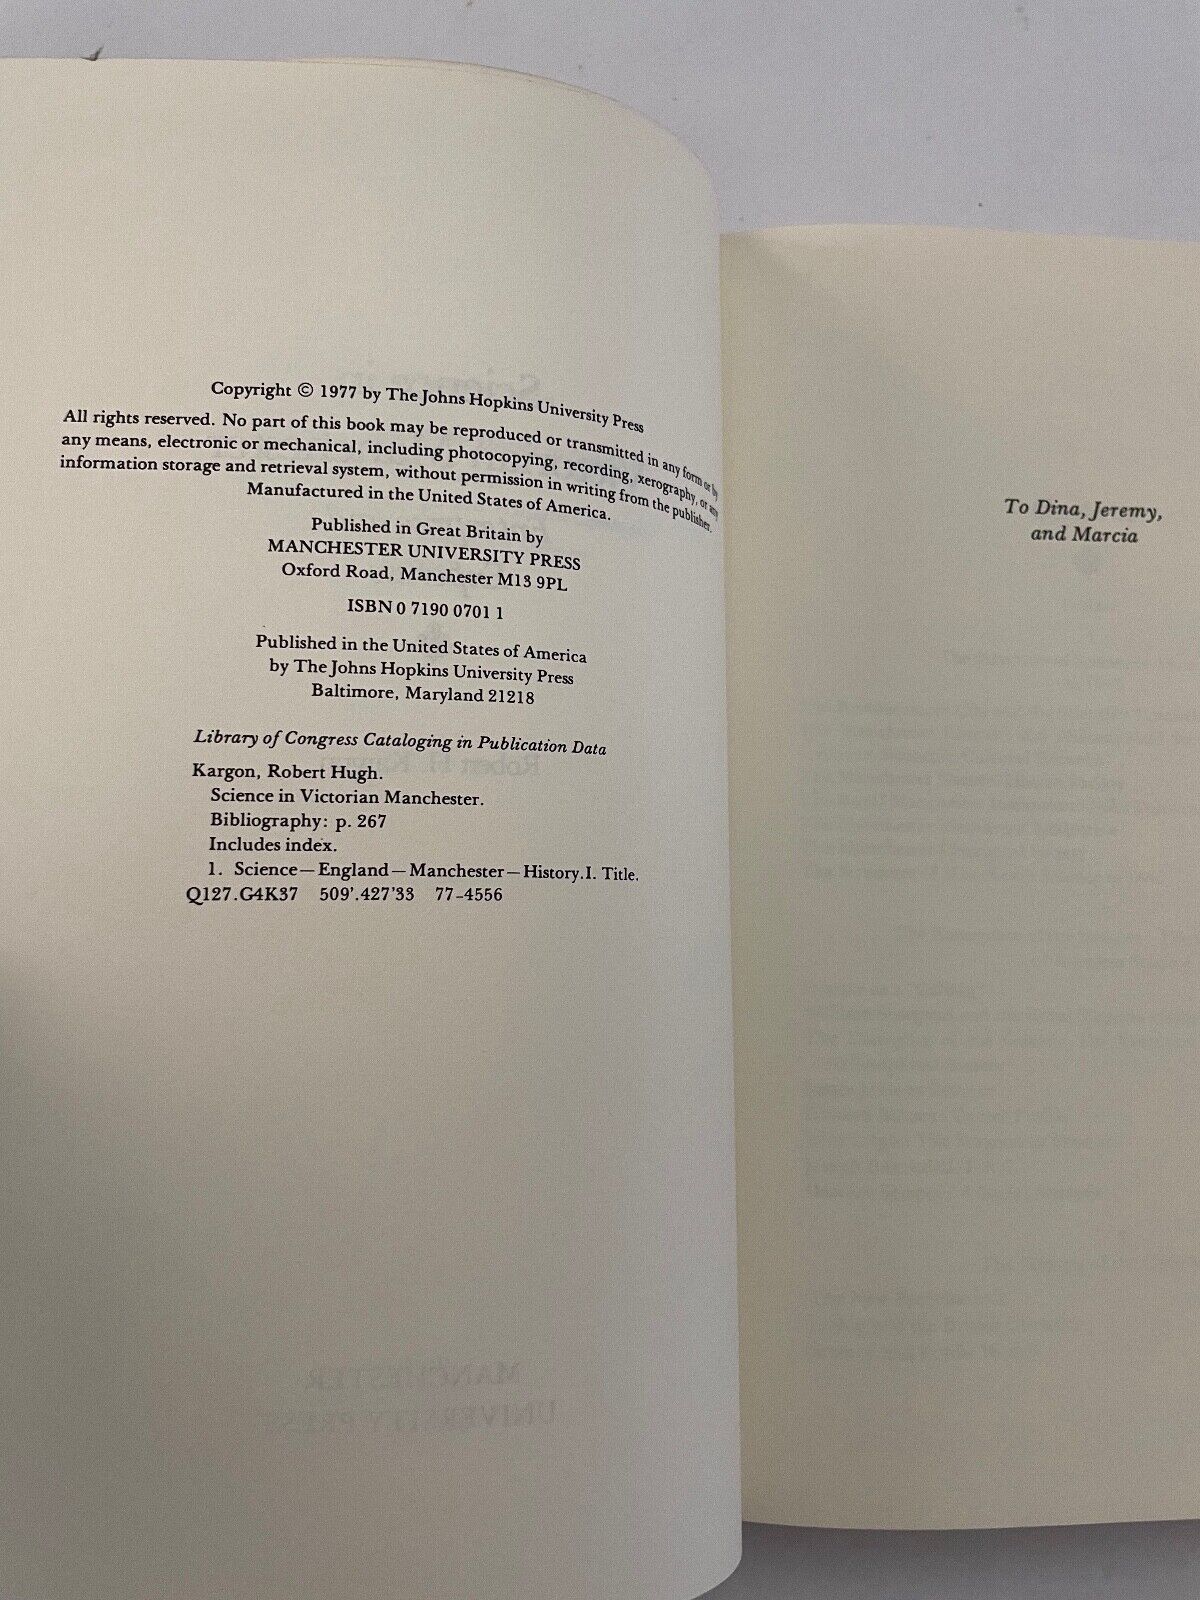 Copyright © 1977 by The Johns Hopkins University Press
All rights reserved. No part of this book may be reproduced or transmitted in any form or by
any means, electronic or mechanical, including photocopying, recording, xerography, or any
information storage and retrieval system, without permission in writing from the publisher.
Manufactured in the United States of America.
Published in Great Britain by
MANCHESTER UNIVERSITY PRESS
Oxford Road, Manchester M13 9PL
ISBN 0 7190 0701 1
Published in the United States of America
by The Johns Hopkins University Press
Baltimore, Maryland 21218
Library of Congress Cataloging in Publication Data
Kargon, Robert Hugh.
Science in Victorian Manchester.
Bibliography: p. 267
Includes index.
1. Science—England—Manchester—History.I. Title.
Q127.G4K37 509'.427'33 77-4556
To Dina, Jeremy,
and Marcia